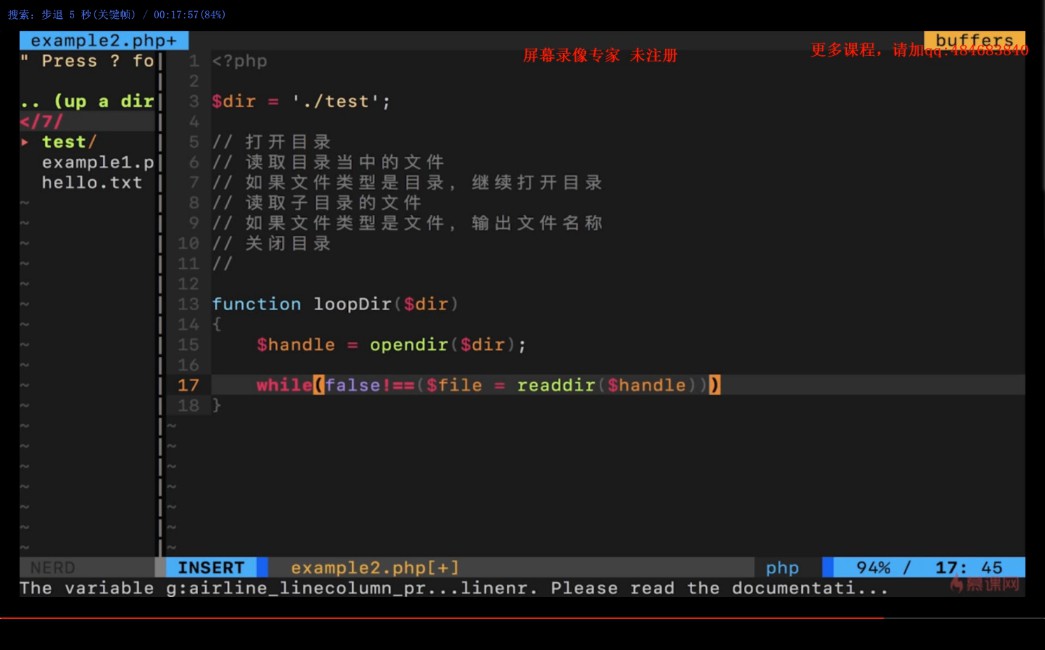 搜索: 步退 5 秒(关键帧) / 00:17:57(84%)
example2.php+
buffers
屏幕录像专家 未注册
更多课程，请加qq:484683840
" Press ? fo
.. (up a dir
</7/
▸ test/
example1.p
hello.txt
1 <?php
2
3 $dir = './test';
4
5 // 打开目录
6 // 读取目录当中的文件
7 // 如果文件类型是目录, 继续打开目录
8 // 读取子目录的文件
9 // 如果文件类型是文件, 输出文件名称
10 // 关闭目录
11 //
12
13 function loopDir($dir)
14 {
15 $handle = opendir($dir);
16
17 while(false!==($file = readdir($handle)))
18 }
NERD
INSERT example2.php[+] php 94% / 17: 45
The variable g:airline_linecolumn_pr...linenr. Please read the documentati...
慕课网